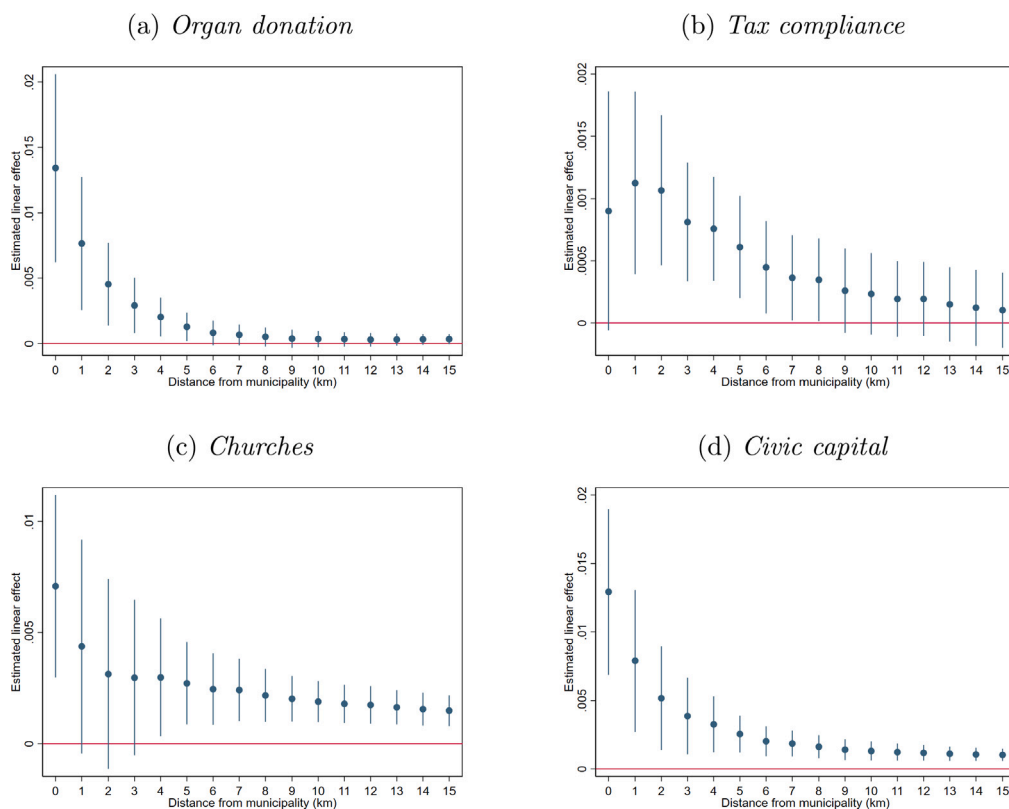 (a) Organ donation
Estimated linear effect
0 .005 .01 .015 .02
0 1 2 3 4 5 6 7 8 9 10 11 12 13 14 15
Distance from municipality (km)
(b) Tax compliance
Estimated linear effect
0 .0005 .001 .0015 .002
0 1 2 3 4 5 6 7 8 9 10 11 12 13 14 15
Distance from municipality (km)
(c) Churches
Estimated linear effect
0 .005 .01
0 1 2 3 4 5 6 7 8 9 10 11 12 13 14 15
Distance from municipality (km)
(d) Civic capital
Estimated linear effect
0 .005 .01 .015 .02
0 1 2 3 4 5 6 7 8 9 10 11 12 13 14 15
Distance from municipality (km)